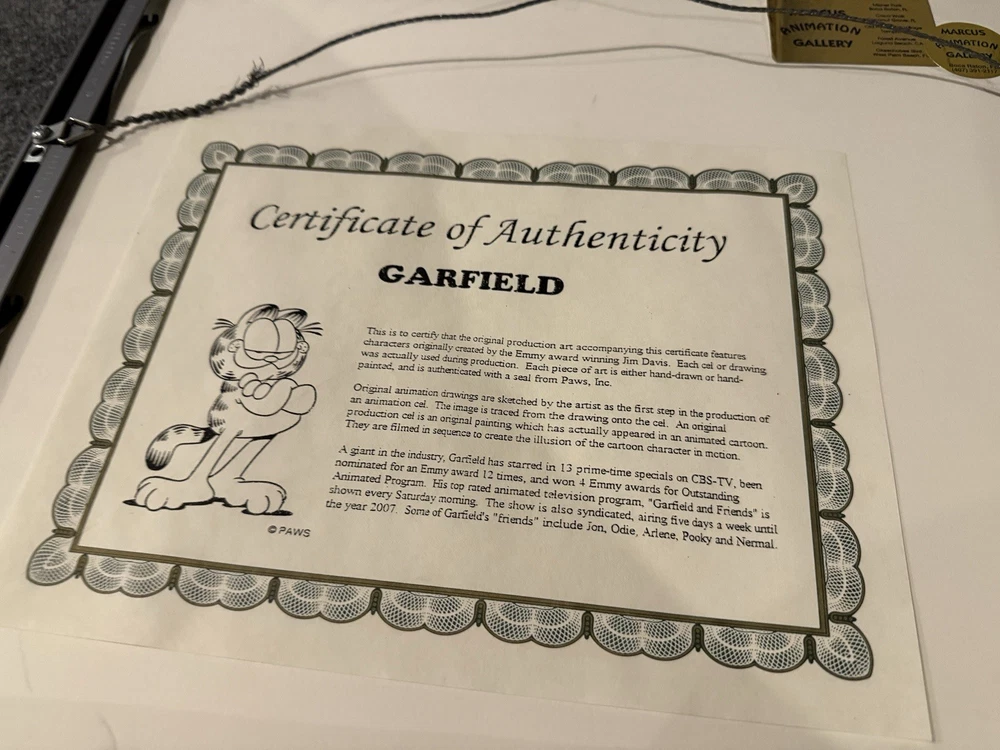 ANIMATION
GALLERY
MARCUS
ANIMATION
GALLERY
Certificate of Authenticity
GARFIELD
This is to certify that the original production art accompanying this certificate features
characters originally created by the Emmy award winning Jim Davis. Each cel or drawing
was actually used during production. Each piece of art is either hand-drawn or hand-
painted, and is authenticated with a seal from Paws, Inc.
Original animation drawings are sketched by the artist as the first step in the production of
an animation cel. The image is traced from the drawing onto the cel. An original
production cel is an original painting which has actually appeared in an animated cartoon.
They are filmed in sequence to create the illusion of the cartoon character in motion.
A giant in the industry, Garfield has starred in 13 prime-time specials on CBS-TV, been
nominated for an Emmy award 12 times, and won 4 Emmy awards for Outstanding
Animated Program. His top rated animated television program, "Garfield and Friends" is
shown every Saturday morning. The show is also syndicated, airing five days a week until
the year 2007. Some of Garfield's "friends" include Jon, Odie, Arlene, Pooky and Nermal.
© PAWS